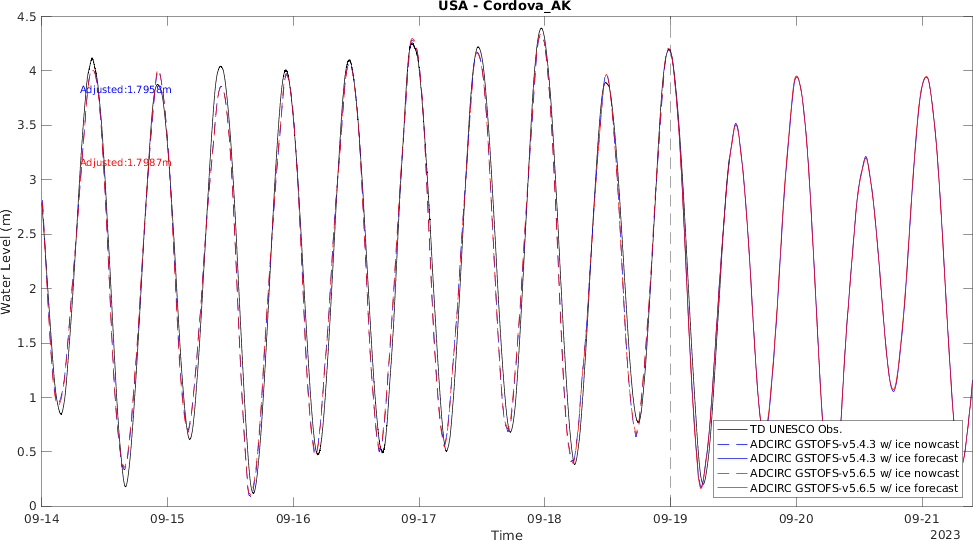 USA - Cordova_AK
4.5
4
3.5
3
2.5
2
1.5
1
0.5
0
Water Level (m)
Adjusted:1.7958m
Adjusted:1.7987m
TD UNESCO Obs.
ADCIRC GSTOFS-v5.4.3 w/ ice nowcast
ADCIRC GSTOFS-v5.4.3 w/ ice forecast
ADCIRC GSTOFS-v5.6.5 w/ ice nowcast
ADCIRC GSTOFS-v5.6.5 w/ ice forecast
09-14 09-15 09-16 09-17 09-18 09-19 09-20 09-21
Time
2023